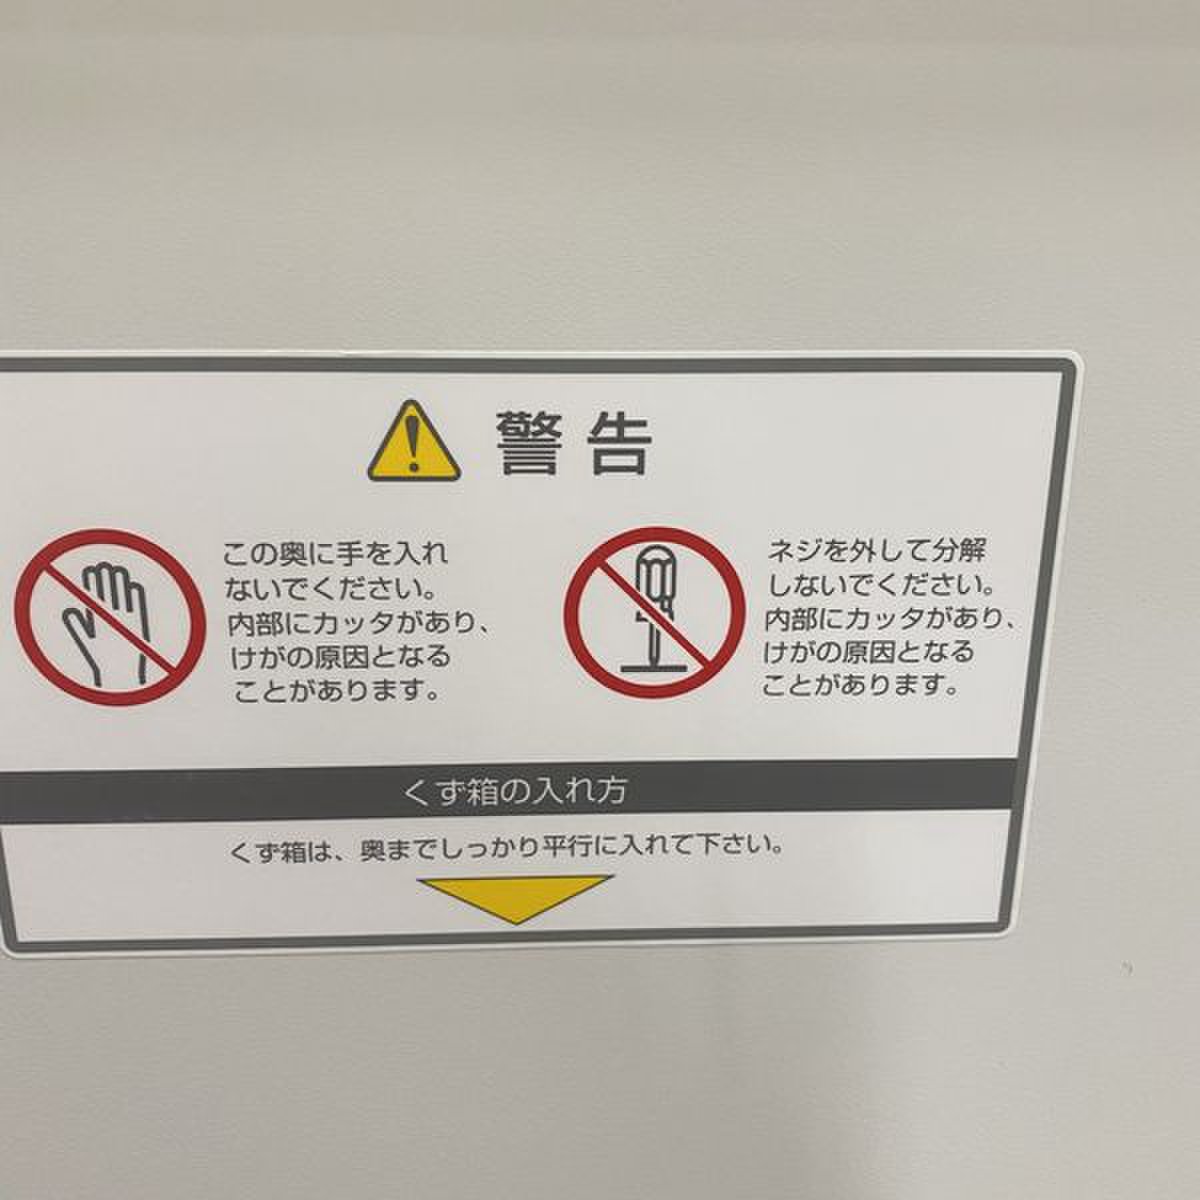 警告
この奥に手を入れ
ないでください。
内部にカッタがあり、
けがの原因となる
ことがあります。
ネジを外して分解
しないでください。
内部にカッタがあり、
けがの原因となる
ことがあります。
くず箱の入れ方
くず箱は、奥までしっかり平行に入れて下さい。